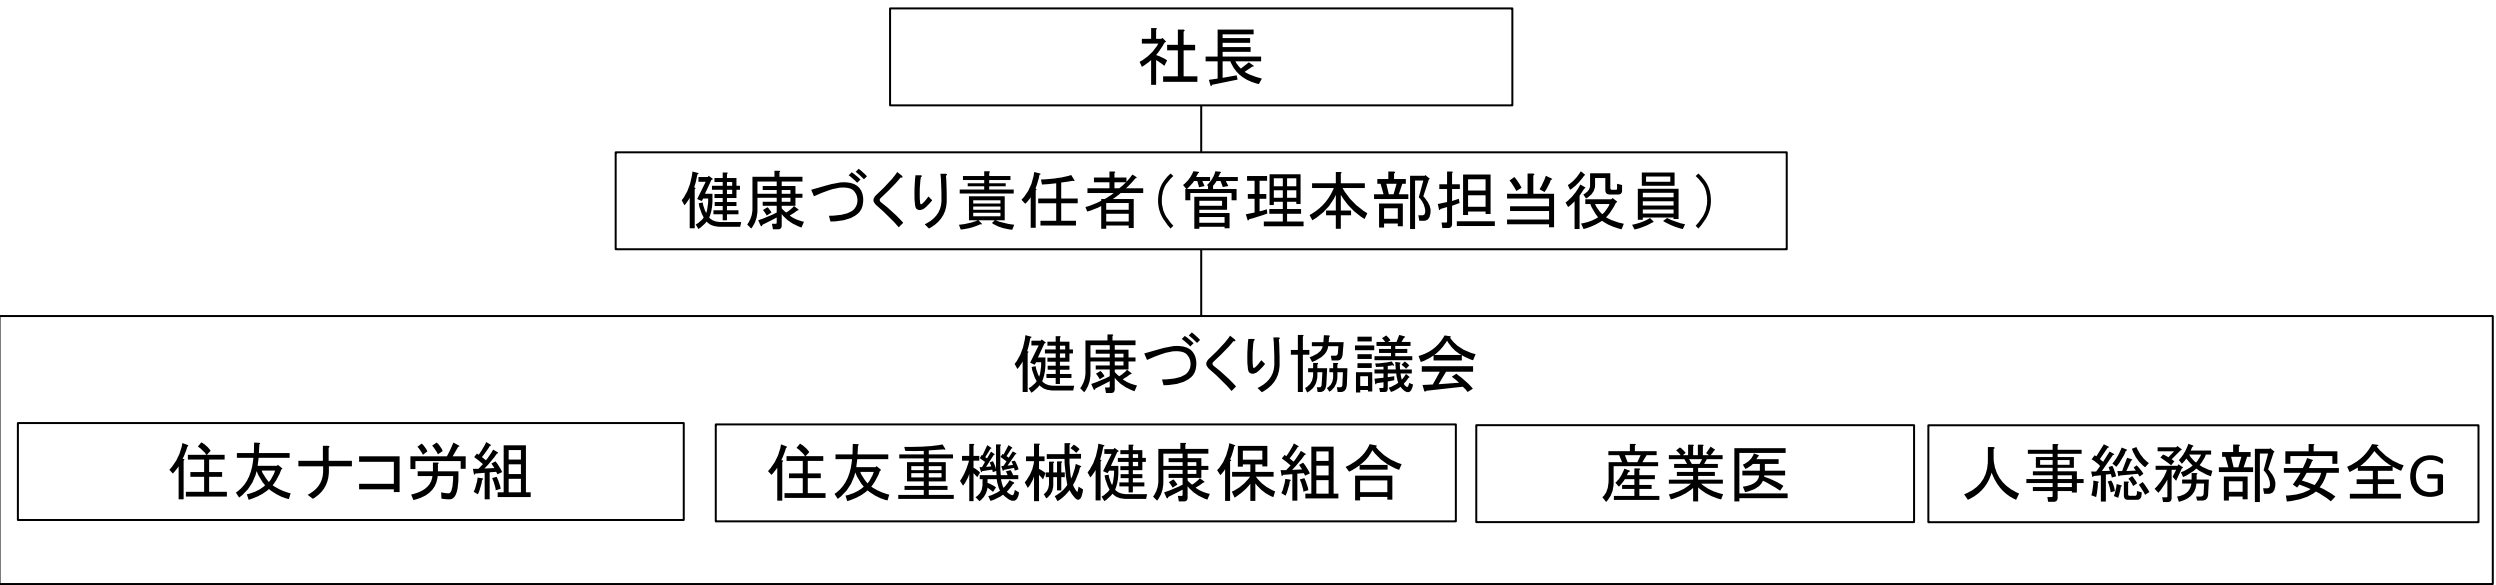 社長
健康づくり責任者（管理本部担当役員）
健康づくり協議会
住友力労組
住友重機械健康保険組合
産業医
人事総務部安全G